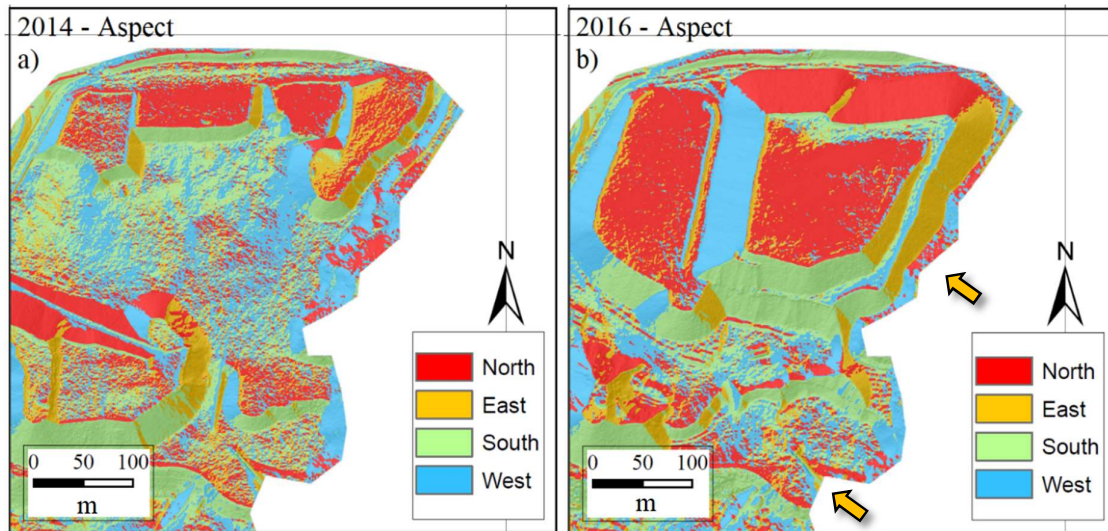 2014 - Aspect
a)
N
North
East
South
West
0 50 100
m
2016 - Aspect
b)
N
North
East
South
West
0 50 100
m